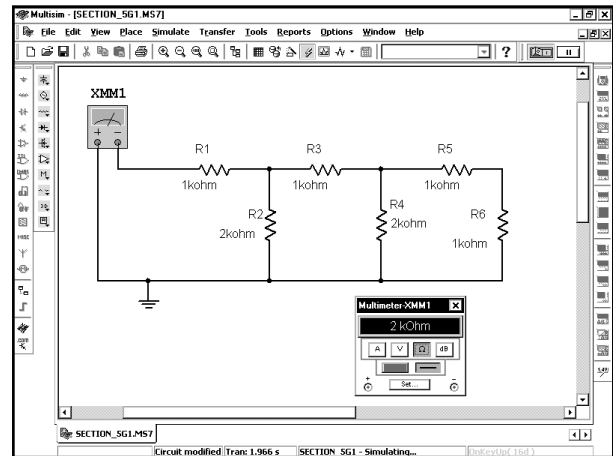 Multisim - [SECTION_5G1.MS7]
File Edit View Place Simulate Transfer Tools Reports Options Window Help
XMM1
R1
1kohm
R3
1kohm
R5
1kohm
R2
2kohm
R4
2kohm
R6
1kohm
Multimeter-XMM1
2 kOhm
A V Ω dB
Set...
SECTION_5G1.MS7
Circuit modified Tran: 1.966 s SECTION_5G1 - Simulating... OnKeyUp( 16d )